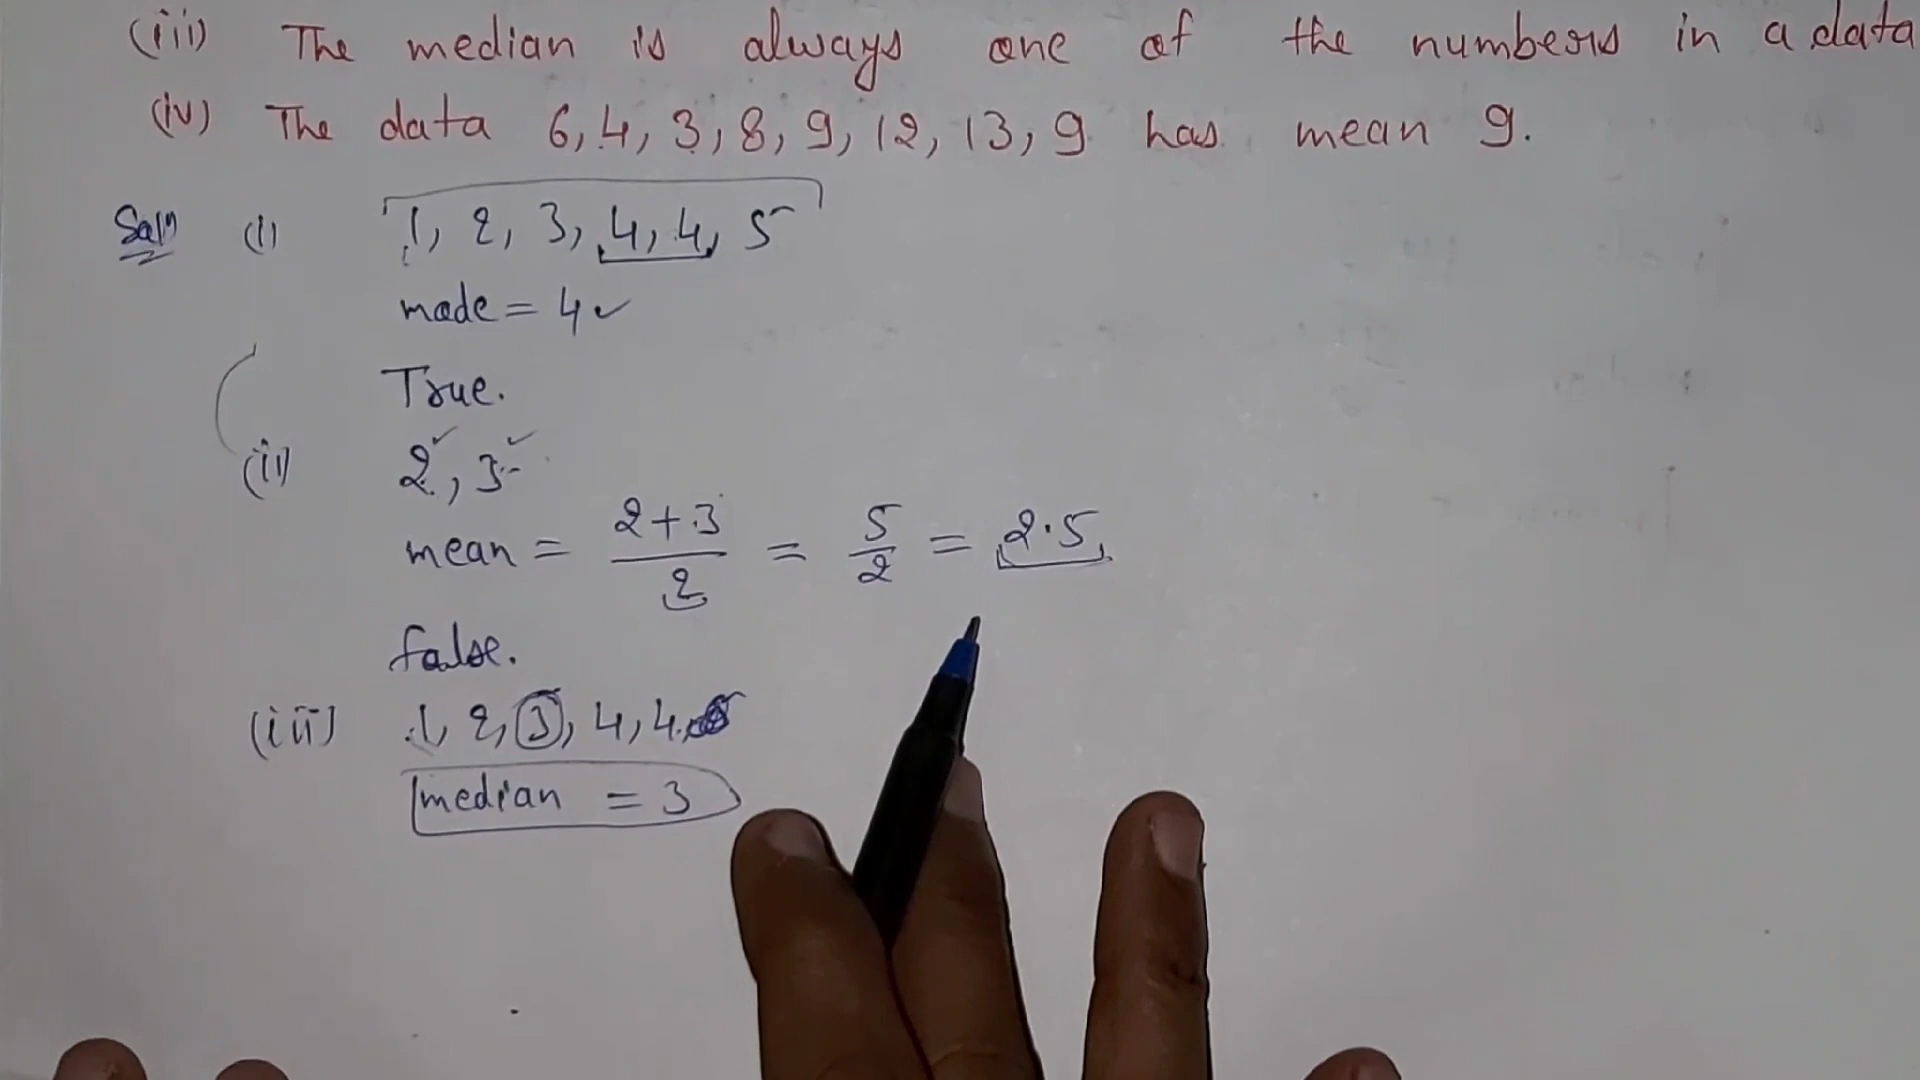 (iii) The median is always one of the numbers in a data
(iv) The data 6, 4, 3, 8, 9, 12, 13, 9 has mean 9.
Soln (i) 1, 2, 3, 4, 4, 5
mode = 4 ✓
True.
(ii) 2, 3
mean = 2+3/2 = 5/2 = 2.5
false.
(iii) 1, 2, 3, 4, 4
median = 3